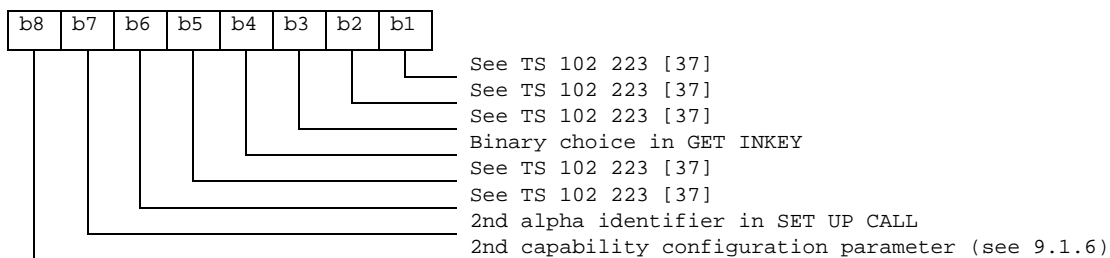 b8 b7 b6 b5 b4 b3 b2 b1
See TS 102 223 [37]
See TS 102 223 [37]
See TS 102 223 [37]
Binary choice in GET INKEY
See TS 102 223 [37]
See TS 102 223 [37]
2nd alpha identifier in SET UP CALL
2nd capability configuration parameter (see 9.1.6)